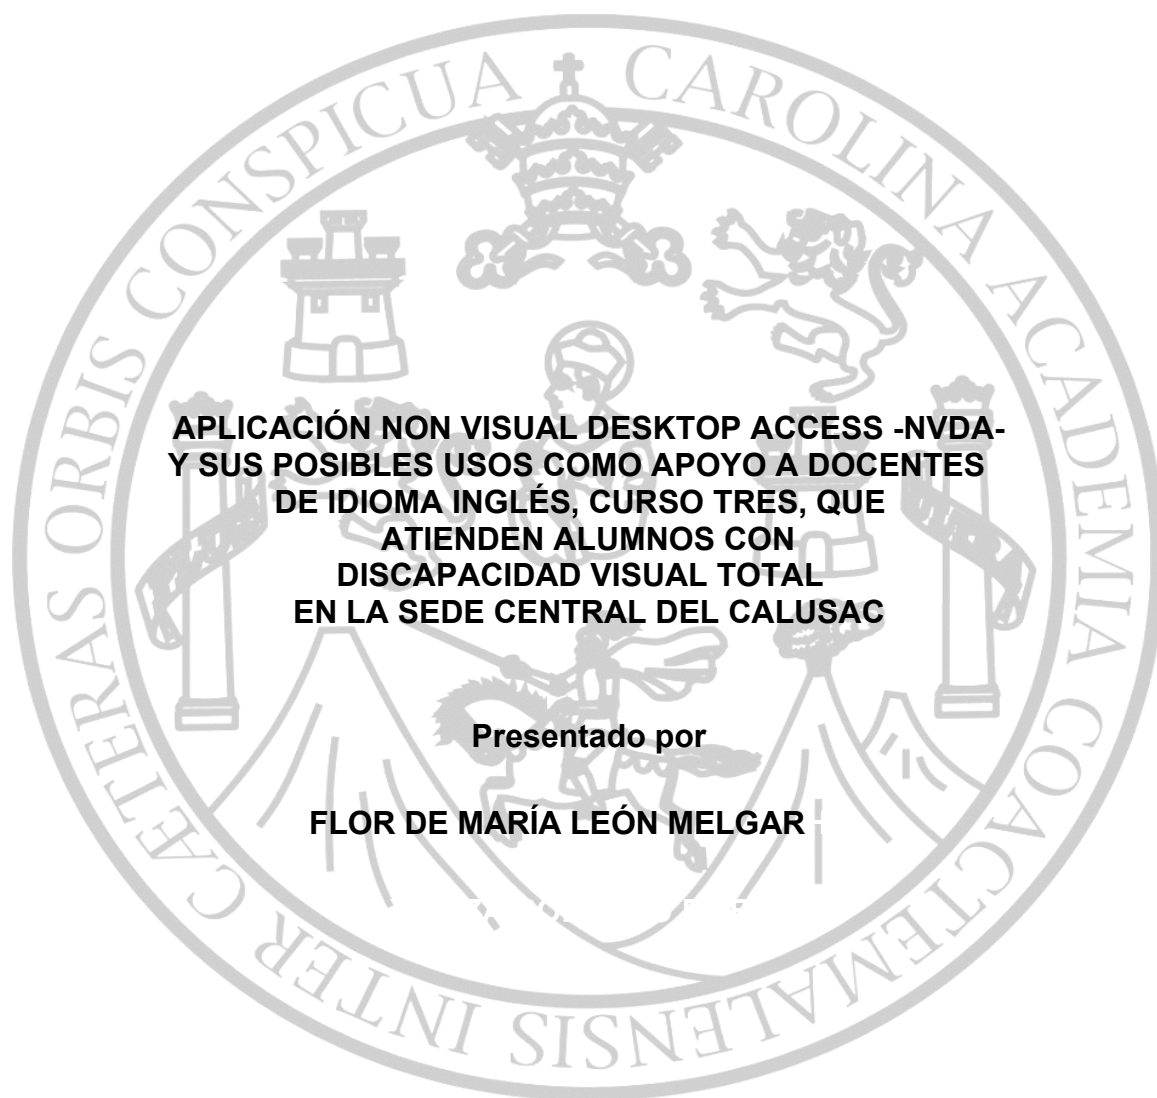 CAROLINA ACADEMIA COACTEMALENSIS INTER CÆTERAS ORBIS CONSPICUA
APLICACIÓN NON VISUAL DESKTOP ACCESS -NVDA-
Y SUS POSIBLES USOS COMO APOYO A DOCENTES
DE IDIOMA INGLÉS, CURSO TRES, QUE
ATIENDEN ALUMNOS CON
DISCAPACIDAD VISUAL TOTAL
EN LA SEDE CENTRAL DEL CALUSAC
Presentado por
FLOR DE MARÍA LEÓN MELGAR